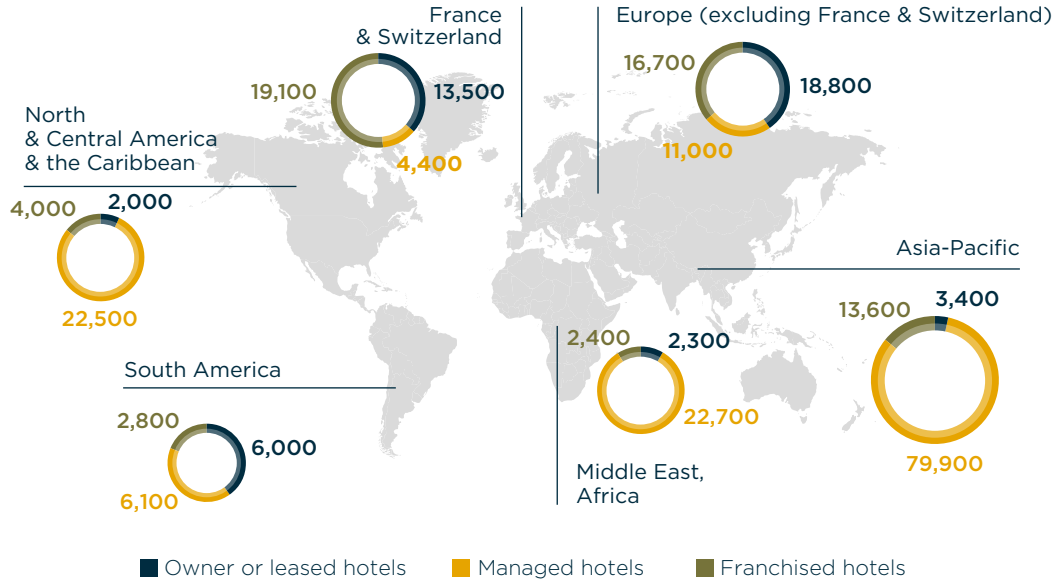 France
& Switzerland
19,100
13,500
4,400
Europe (excluding France & Switzerland)
16,700
18,800
11,000
North
& Central America
& the Caribbean
4,000
2,000
22,500
Asia-Pacific
13,600
3,400
79,900
South America
2,800
6,000
6,100
2,400
2,300
22,700
Middle East,
Africa
Owner or leased hotels
Managed hotels
Franchised hotels